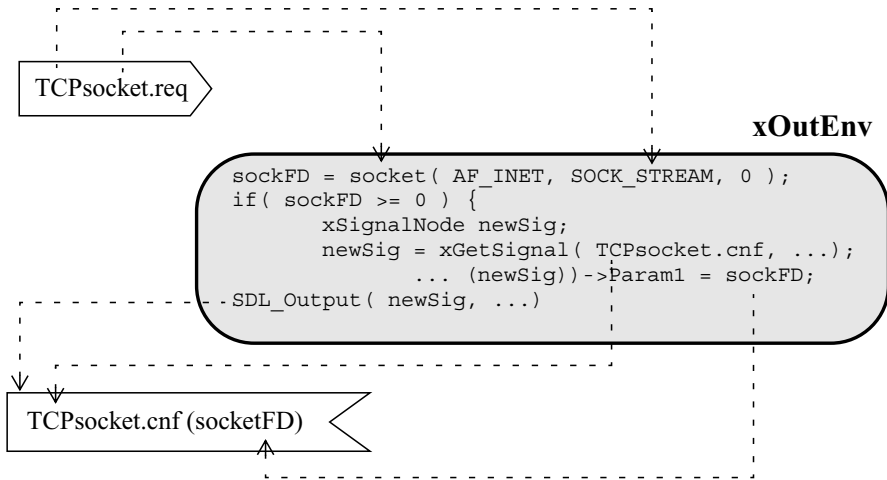 TCPsocket.req
xOutEnv
sockFD = socket( AF_INET, SOCK_STREAM, 0 );
if( sockFD >= 0 ) {
xSignalNode newSig;
newSig = xGetSignal( TCPsocket.cnf, ...);
... (newSig))->Param1 = sockFD;
SDL_Output( newSig, ...)
TCPsocket.cnf (socketFD)